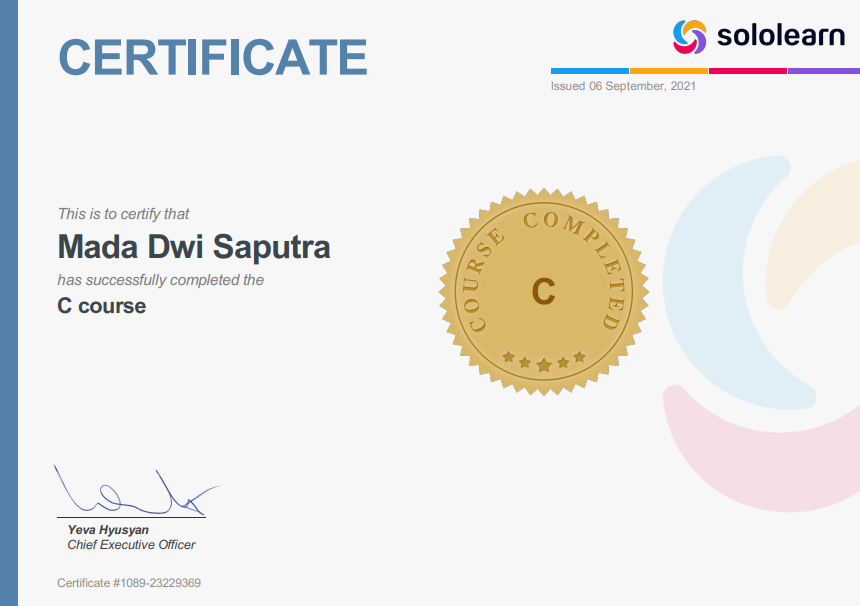 CERTIFICATE
sololearn
Issued 06 September, 2021
This is to certify that
Mada Dwi Saputra
has successfully completed the
C course
COURSE COMPLETED
C
Yeva Hyusyan
Chief Executive Officer
Certificate #1089-23229369